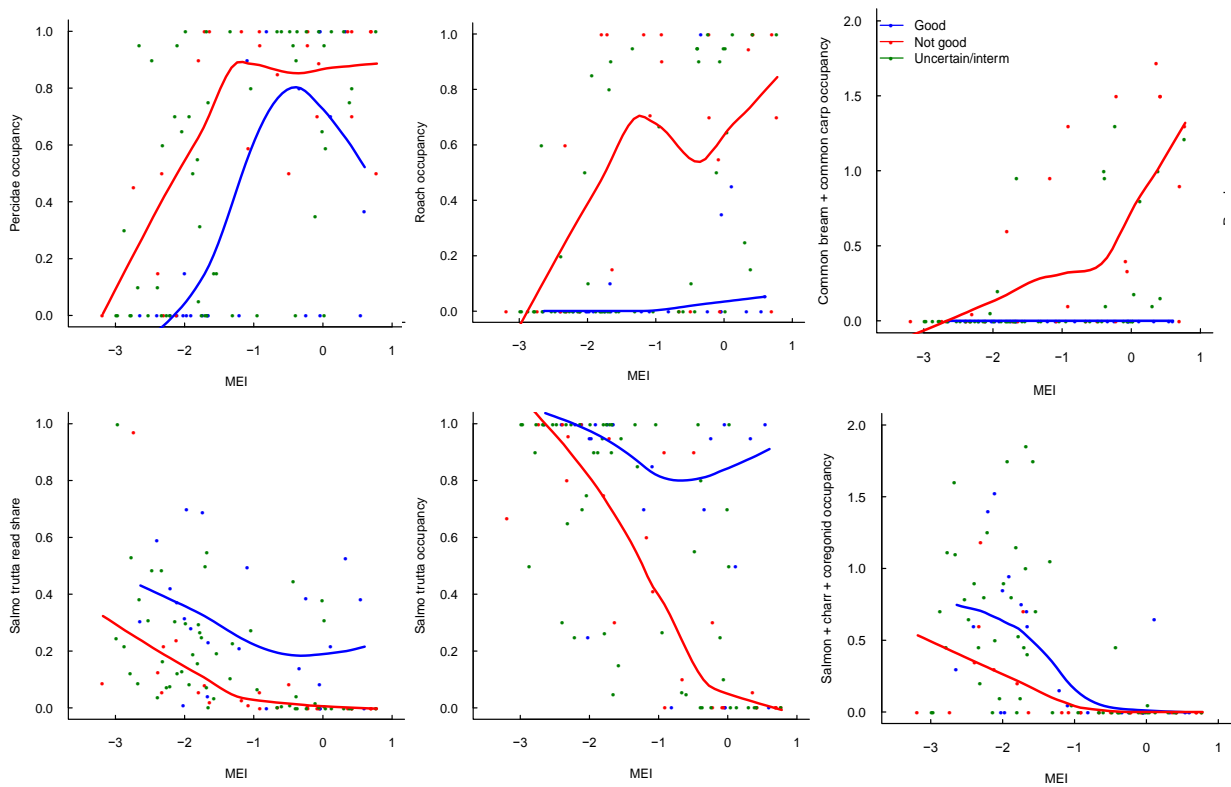 Percidae occupancy
1.0
0.8
0.6
0.4
0.2
0.0
−3 −2 −1 0 1
MEI
Roach occupancy
1.0
0.8
0.6
0.4
0.2
0.0
−3 −2 −1 0 1
MEI
Common bream + common carp occupancy
2.0
1.5
1.0
0.5
0.0
Good
Not good
Uncertain/interm
−3 −2 −1 0 1
MEI
Salmo trutta read share
1.0
0.8
0.6
0.4
0.2
0.0
−3 −2 −1 0 1
MEI
Salmo trutta occupancy
1.0
0.8
0.6
0.4
0.2
0.0
−3 −2 −1 0 1
MEI
Salmon + charr + coregonid occupancy
2.0
1.5
1.0
0.5
0.0
−3 −2 −1 0 1
MEI